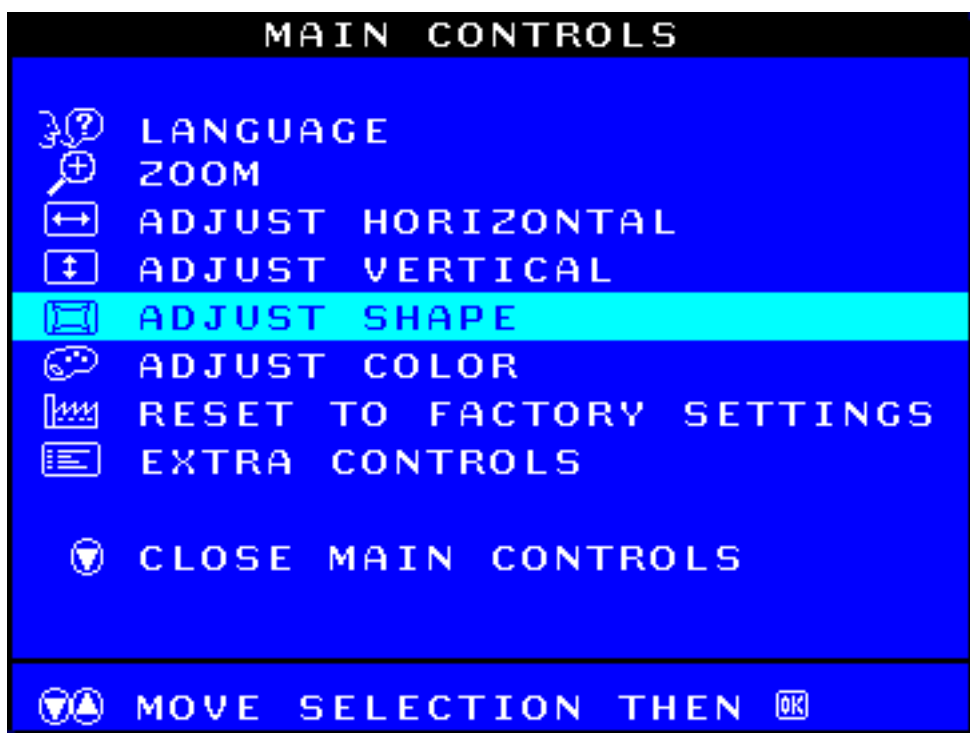 MAIN CONTROLS
LANGUAGE
ZOOM
ADJUST HORIZONTAL
ADJUST VERTICAL
ADJUST SHAPE
ADJUST COLOR
RESET TO FACTORY SETTINGS
EXTRA CONTROLS
CLOSE MAIN CONTROLS
MOVE SELECTION THEN OK